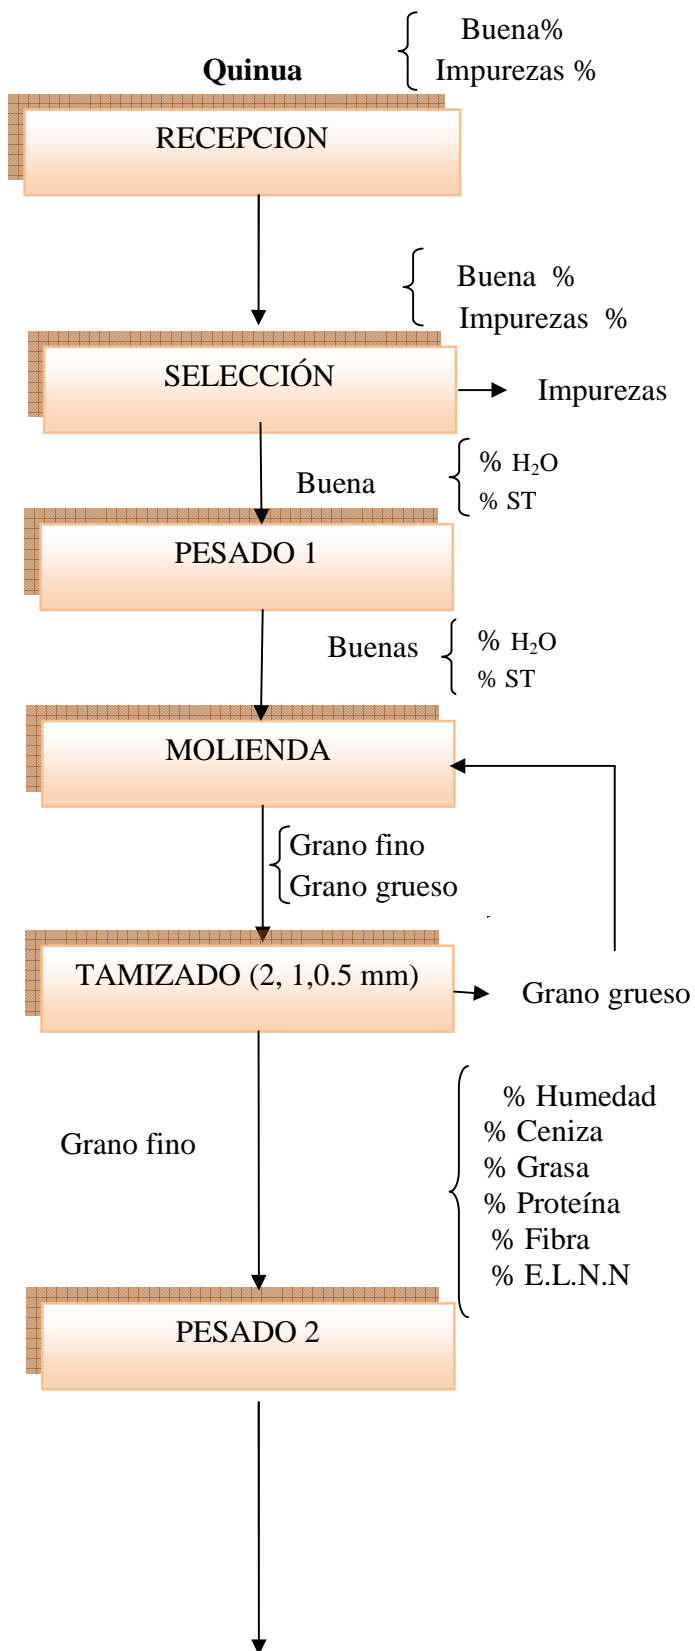 Buena%
Quinua
Impurezas %
RECEPCION
Buena %
Impurezas %
SELECCIÓN
Impurezas
Buena
% H₂O
% ST
PESADO 1
Buenas
% H₂O
% ST
MOLIENDA
Grano fino
Grano grueso
TAMIZADO (2, 1,0.5 mm)
Grano grueso
Grano fino
% Humedad
% Ceniza
% Grasa
% Proteína
% Fibra
% E.L.N.N
PESADO 2